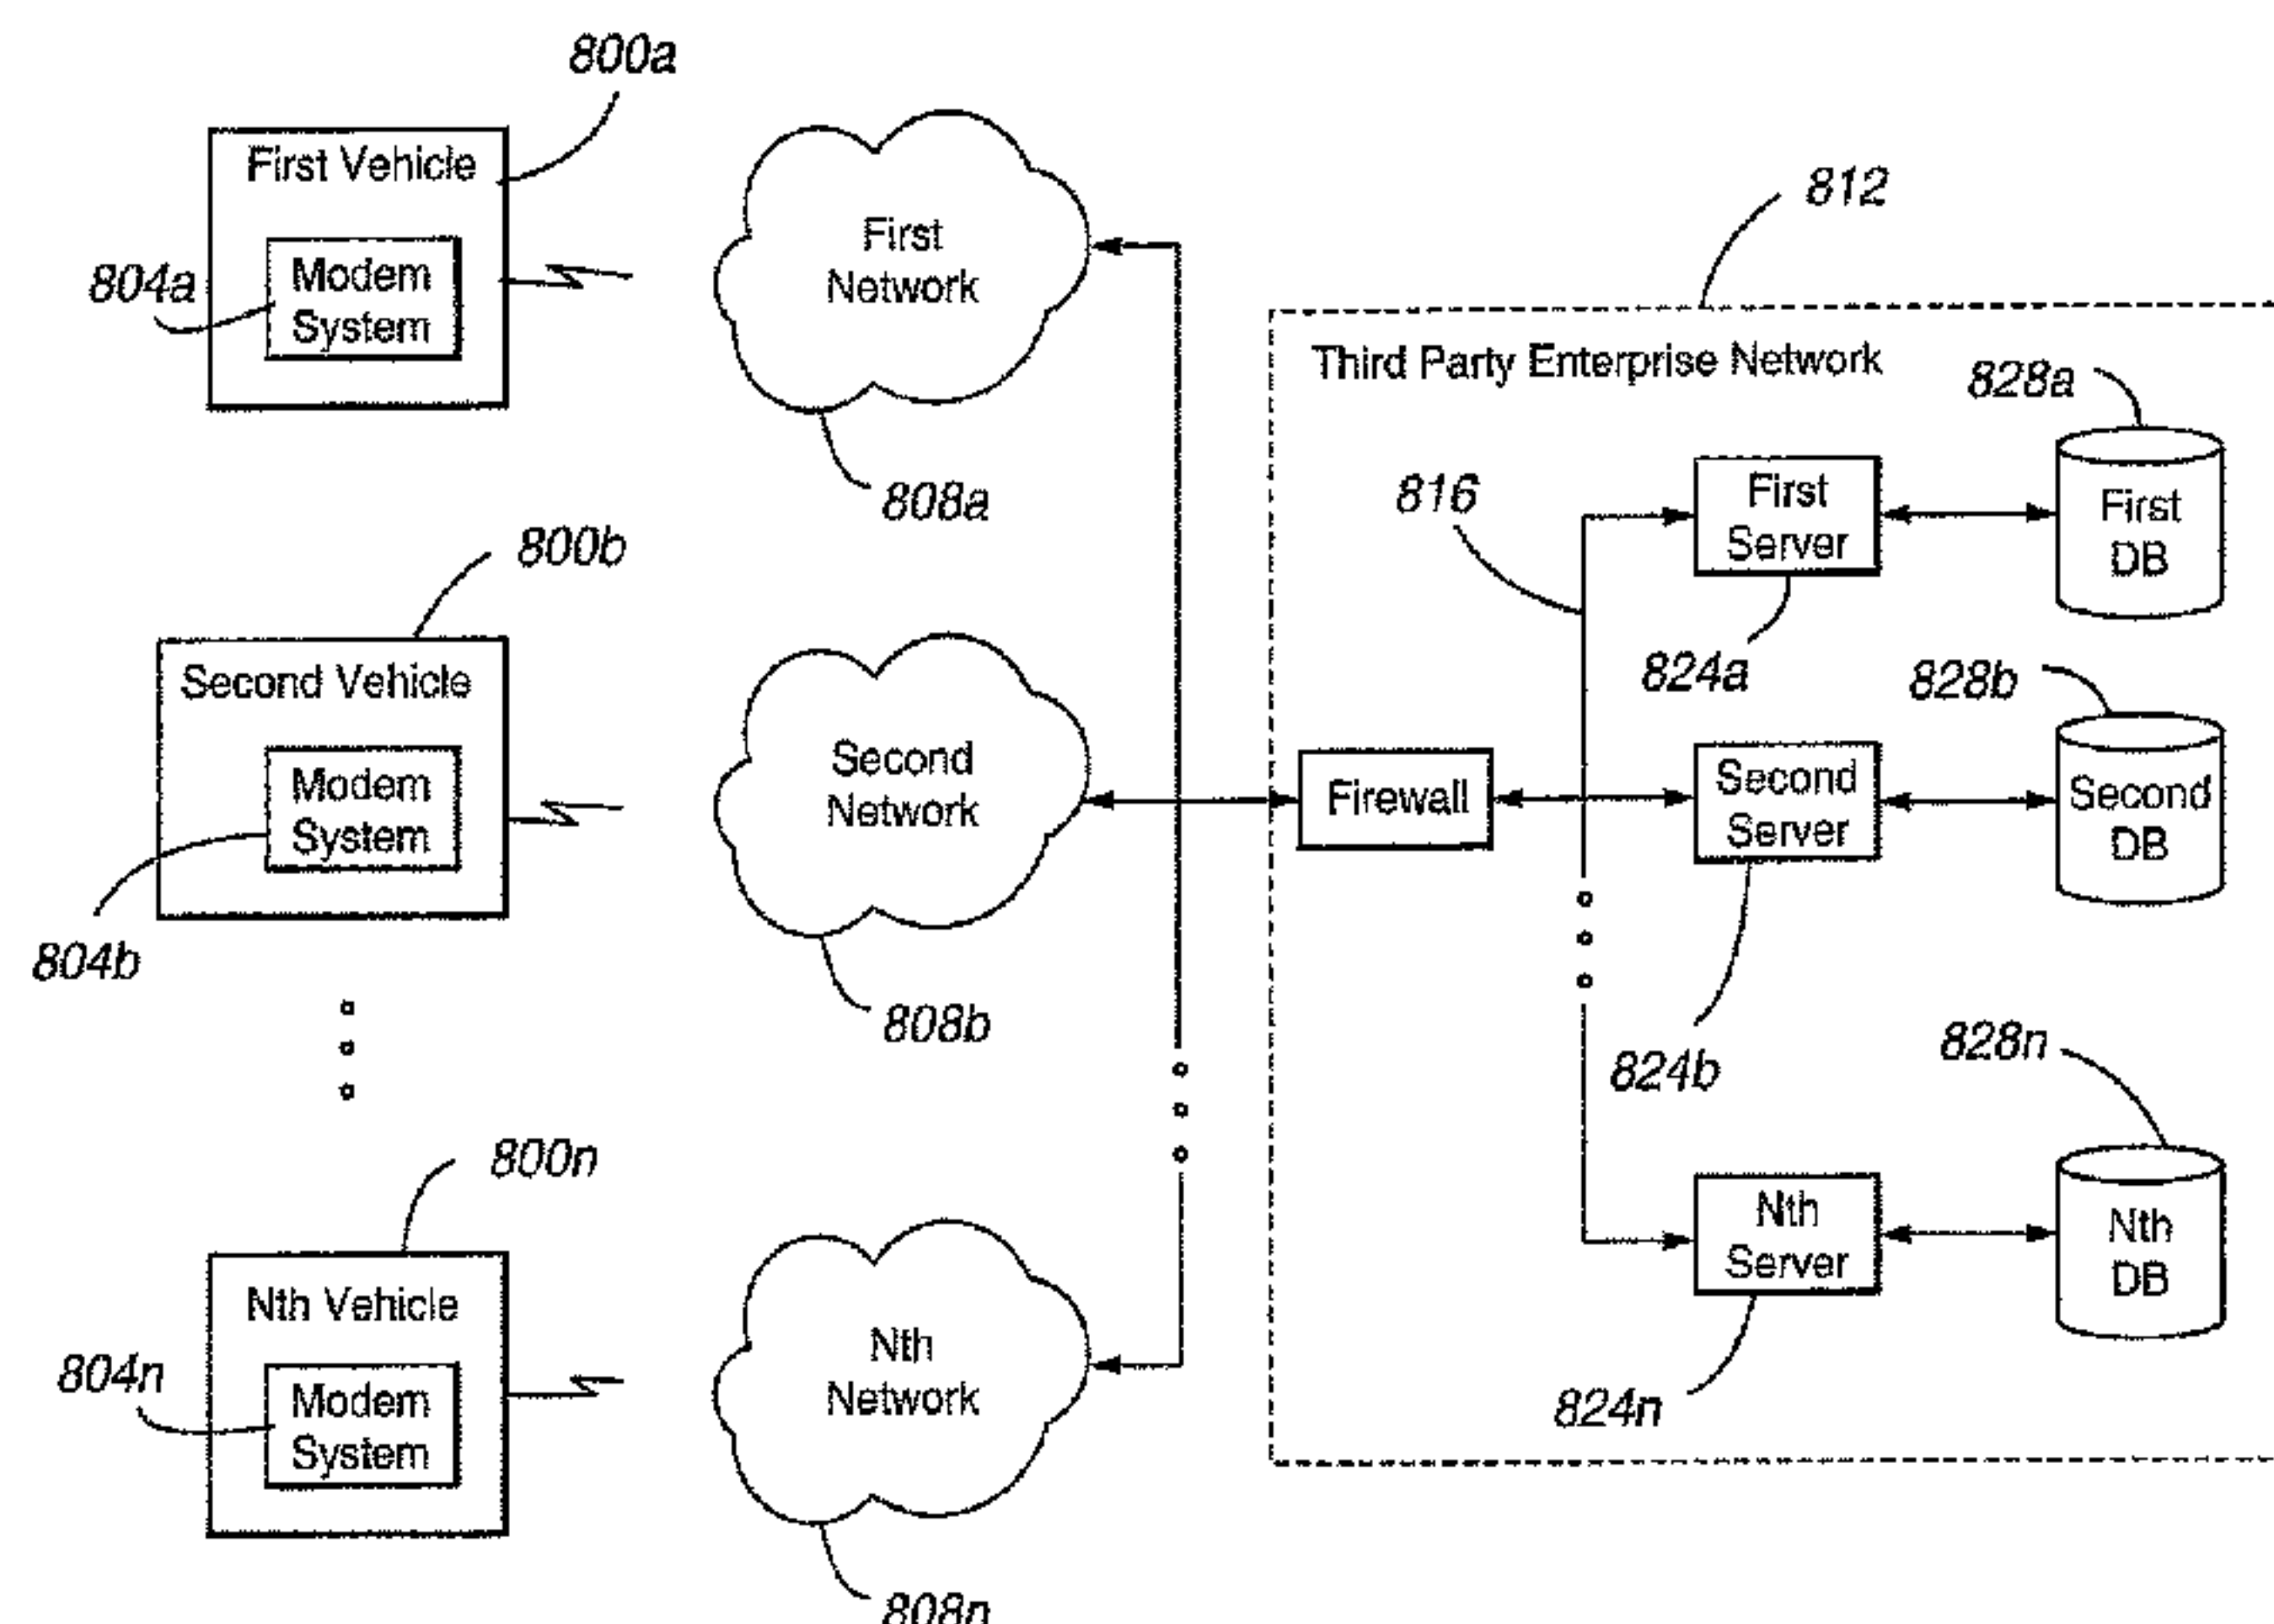 800a
First Vehicle
804a
Modem
System
First
Network
808a
812
Third Party Enterprise Network
828a
816
First
Server
First
DB
824a
800b
Second Vehicle
Modem
System
804b
Second
Network
808b
Firewall
828b
Second
Server
Second
DB
824b
800n
Nth Vehicle
804n
Modem
System
Nth
Network
808n
828n
Nth
Server
Nth
DB
824n